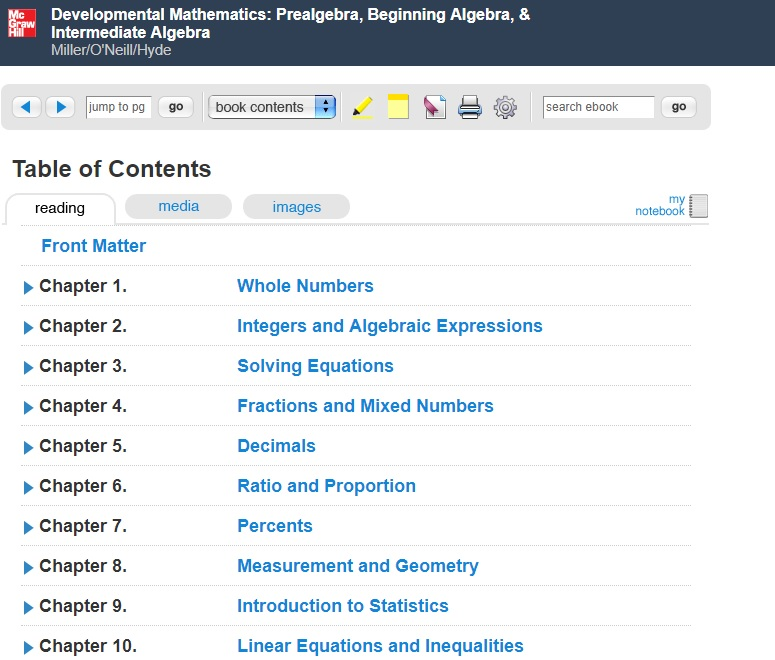 Mc
Graw
Hill
Developmental Mathematics: Prealgebra, Beginning Algebra, &
Intermediate Algebra
Miller/O'Neill/Hyde
jump to pg go book contents search ebook go
Table of Contents
reading media images my
notebook
Front Matter
Chapter 1. Whole Numbers
Chapter 2. Integers and Algebraic Expressions
Chapter 3. Solving Equations
Chapter 4. Fractions and Mixed Numbers
Chapter 5. Decimals
Chapter 6. Ratio and Proportion
Chapter 7. Percents
Chapter 8. Measurement and Geometry
Chapter 9. Introduction to Statistics
Chapter 10. Linear Equations and Inequalities